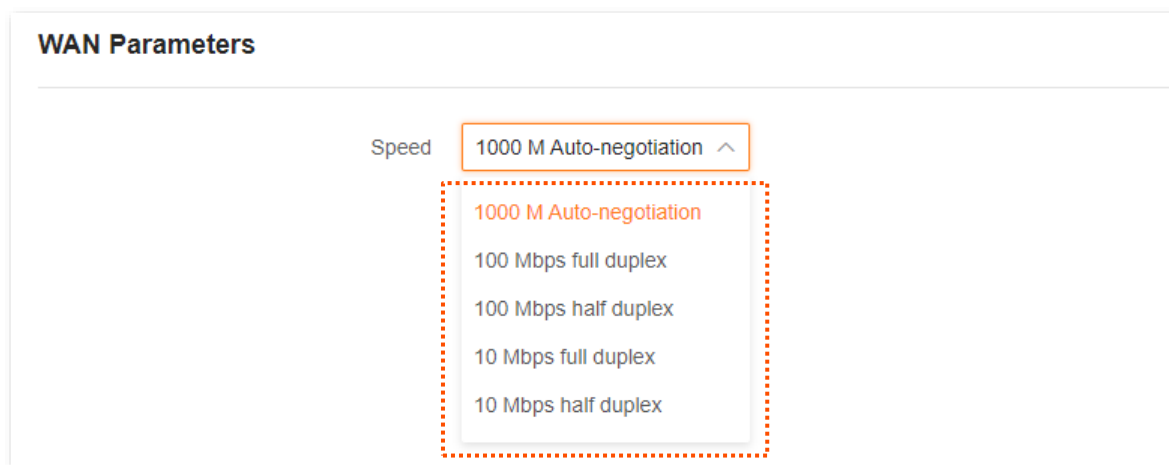 WAN Parameters
Speed 1000 M Auto-negotiation
1000 M Auto-negotiation
100 Mbps full duplex
100 Mbps half duplex
10 Mbps full duplex
10 Mbps half duplex